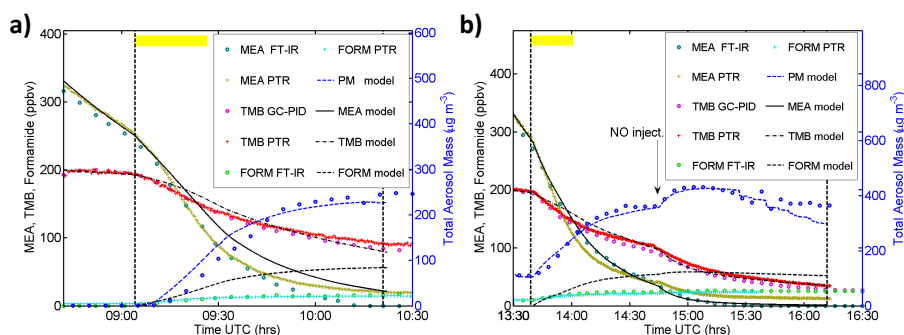 a)
MEA, TMB, Formamide (ppbv)
400
300
200
100
0
MEA FT-IR
MEA PTR
TMB GC-PID
TMB PTR
FORM FT-IR
FORM PTR
PM model
MEA model
TMB model
FORM model
600
500
400
300
200
100
0
Total Aerosol Mass (µg m⁻³)
09:00 09:30 10:00 10:30
Time UTC (hrs)
b)
MEA, TMB, Formamide (ppbv)
400
300
200
100
0
MEA FT-IR
MEA PTR
TMB GC-PID
TMB PTR
FORM FT-IR
FORM PTR
PM model
MEA model
TMB model
FORM model
NO inject.
800
600
400
200
0
Total Aerosol Mass (µg m⁻³)
13:30 14:00 14:30 15:00 15:30 16:00 16:30
Time UTC (hrs)